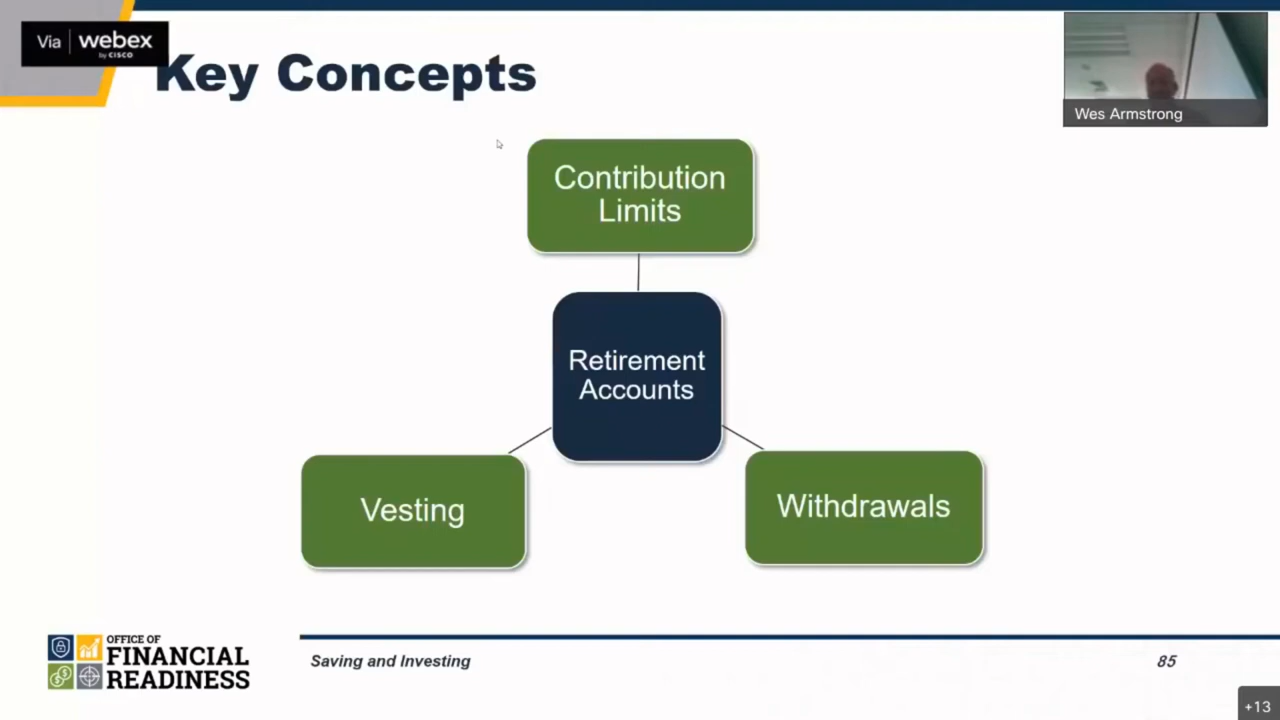 Via webex
by CISCO
Key Concepts
Wes Armstrong
Contribution
Limits
Retirement
Accounts
Vesting
Withdrawals
OFFICE OF
FINANCIAL
READINESS
Saving and Investing
85
+13